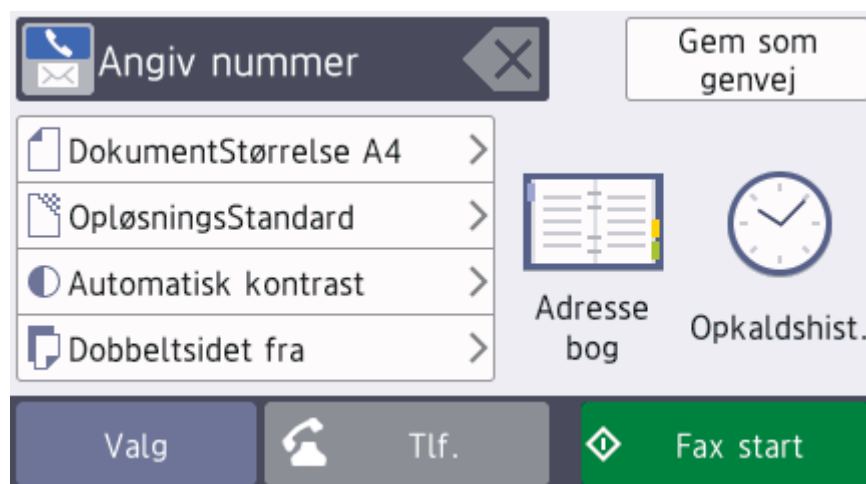 Angiv nummer
Gem som
genvej
DokumentStørrelse A4
OpløsningsStandard
Automatisk kontrast
Dobbeltsidet fra
Adresse
bog
Opkaldshist.
Valg
Tlf.
Fax start